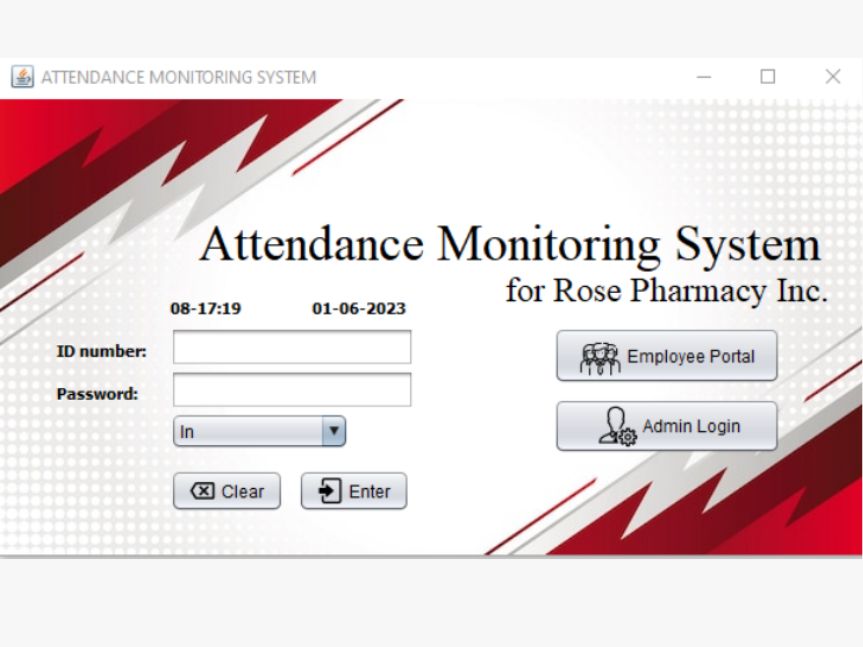 ATTENDANCE MONITORING SYSTEM
Attendance Monitoring System
for Rose Pharmacy Inc.
08-17:19 01-06-2023
ID number:
Password:
In
Clear Enter
Employee Portal
Admin Login